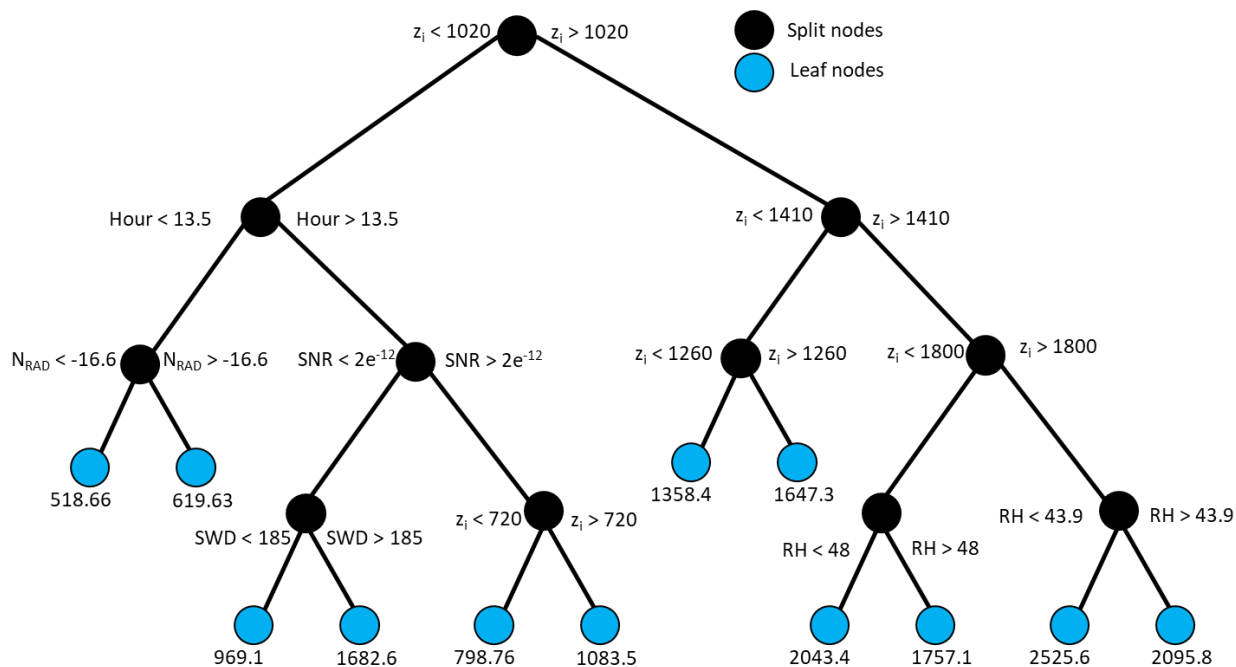 zᵢ < 1020 zᵢ > 1020
Split nodes
Leaf nodes
Hour < 13.5 Hour > 13.5
zᵢ < 1410 zᵢ > 1410
N_RAD < -16.6 N_RAD > -16.6
SNR < 2e⁻¹² SNR > 2e⁻¹²
zᵢ < 1260 zᵢ > 1260
zᵢ < 1800 zᵢ > 1800
518.66 619.63
1358.4 1647.3
SWD < 185 SWD > 185
zᵢ < 720 zᵢ > 720
RH < 48 RH > 48
RH < 43.9 RH > 43.9
969.1 1682.6 798.76 1083.5 2043.4 1757.1 2525.6 2095.8